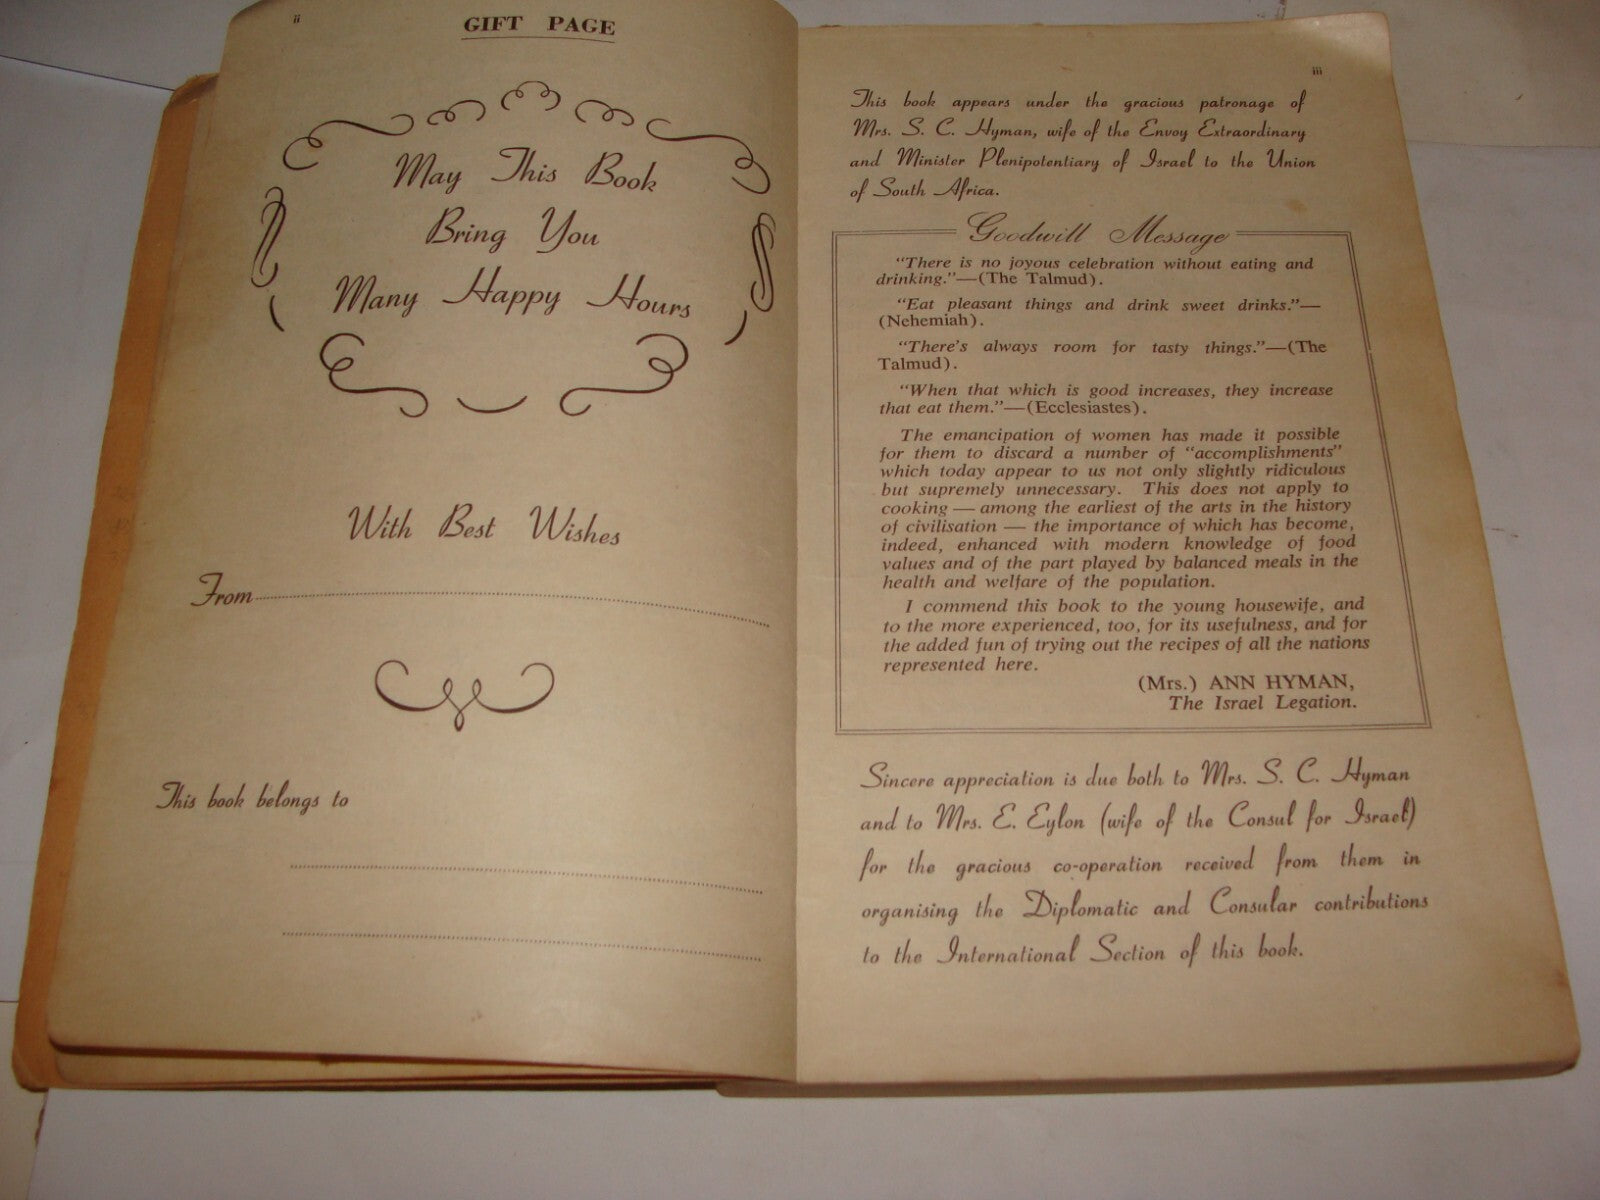 ii
GIFT PAGE
May This Book
Bring You
Many Happy Hours
With Best Wishes
From
This book belongs to
iii
This book appears under the gracious patronage of
Mrs. S. C. Hyman, wife of the Envoy Extraordinary
and Minister Plenipotentiary of Israel to the Union
of South Africa.
Goodwill Message
“There is no joyous celebration without eating and
drinking.”—(The Talmud).
“Eat pleasant things and drink sweet drinks.”—
(Nehemiah).
“There's always room for tasty things.”—(The
Talmud).
“When that which is good increases, they increase
that eat them.”—(Ecclesiastes).
The emancipation of women has made it possible
for them to discard a number of “accomplishments”
which today appear to us not only slightly ridiculous
but supremely unnecessary. This does not apply to
cooking — among the earliest of the arts in the history
of civilisation — the importance of which has become,
indeed, enhanced with modern knowledge of food
values and of the part played by balanced meals in the
health and welfare of the population.
I commend this book to the young housewife, and
to the more experienced, too, for its usefulness, and for
the added fun of trying out the recipes of all the nations
represented here.
(Mrs.) ANN HYMAN,
The Israel Legation.
Sincere appreciation is due both to Mrs. S. C. Hyman
and to Mrs. E. Eylon (wife of the Consul for Israel)
for the gracious co-operation received from them in
organising the Diplomatic and Consular contributions
to the International Section of this book.